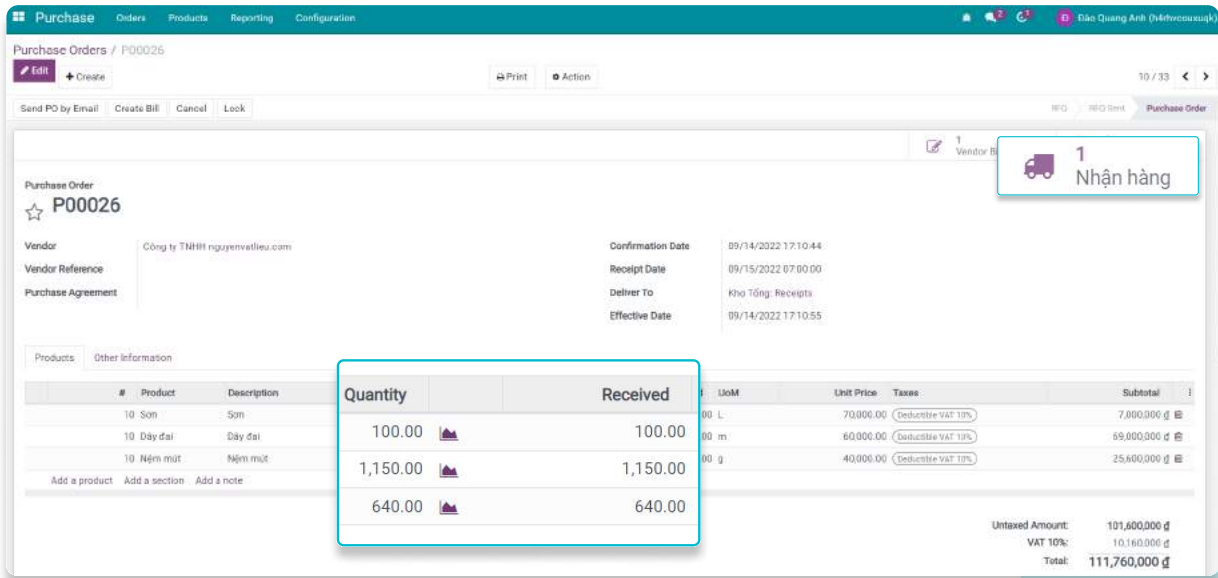 Purchase Orders Products Reporting Configuration
Đào Quang Anh
Purchase Orders / P00026
Edit + Create Print Action 10 / 33
Send PO by Email Create Bill Cancel Lock RFQ RFQ Sent Purchase Order
1
Vendor
1
Nhận hàng
Purchase Order
P00026
Vendor Công ty TNHH nguyenvatlieu.com Confirmation Date 09/14/2022 17:10:44
Vendor Reference Receipt Date 09/15/2022 07:00:00
Purchase Agreement Deliver To Kho Tổng: Receipts
Effective Date 09/14/2022 17:10:55
Products Other Information
# Product Description Quantity Received UoM Unit Price Taxes Subtotal
10 Sơn Sơn 100.00 100.00 L 70,000.00 Deductible VAT 10% 7,000,000 ₫
10 Dây đai Dây đai 1,150.00 1,150.00 m 60,000.00 Deductible VAT 10% 69,000,000 ₫
10 Nệm mút Nệm mút 640.00 640.00 g 40,000.00 Deductible VAT 10% 25,600,000 ₫
Add a product Add a section Add a note
Untaxed Amount: 101,600,000 ₫
VAT 10%: 10,160,000 ₫
Total: 111,760,000 ₫